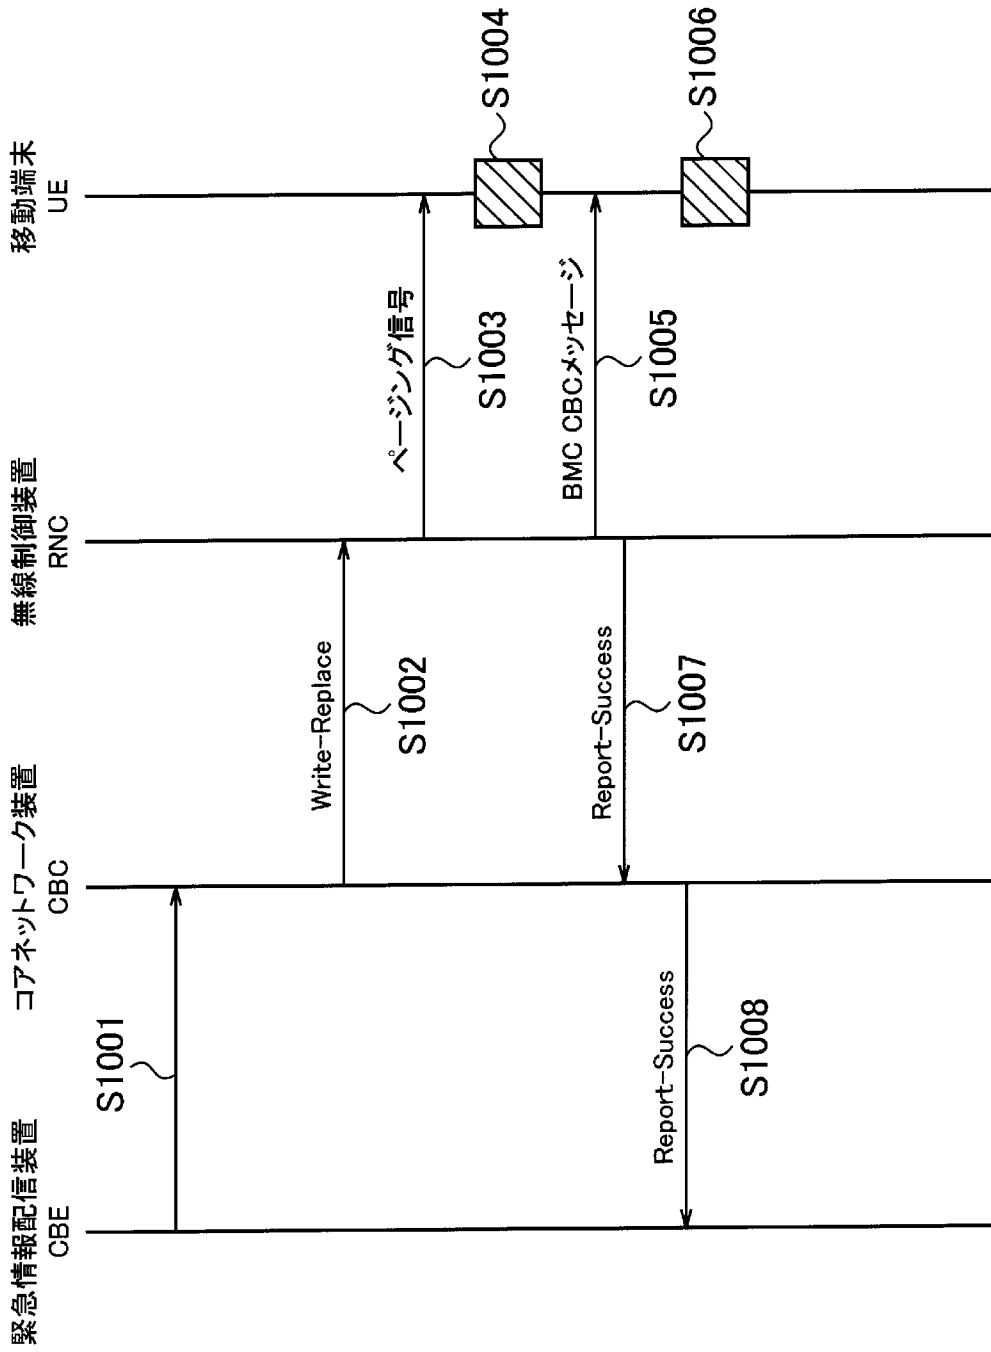 緊急情報配信装置
CBE
コアネットワーク装置
CBC
無線制御装置
RNC
移動端末
UE
S1001
Write-Replace
S1002
ページング信号
S1003
S1004
BMC CBCメッセージ
S1005
Report-Success
S1007
S1006
Report-Success
S1008